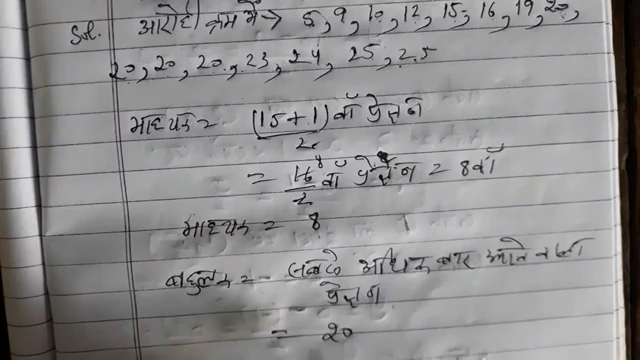 Sol. आरोही क्रम में → 5, 9, 10, 12, 15, 16, 19, 20,
20, 20, 20, 23, 24, 25, 25
माध्यक = (15+1)वाँ प्रेक्षण
2
= 16 8 वाँ प्रेक्षण = 8वाँ
2
माध्यक = 8
बहुलक = सबसे अधिक बार आने वाला
प्रेक्षण
= 20